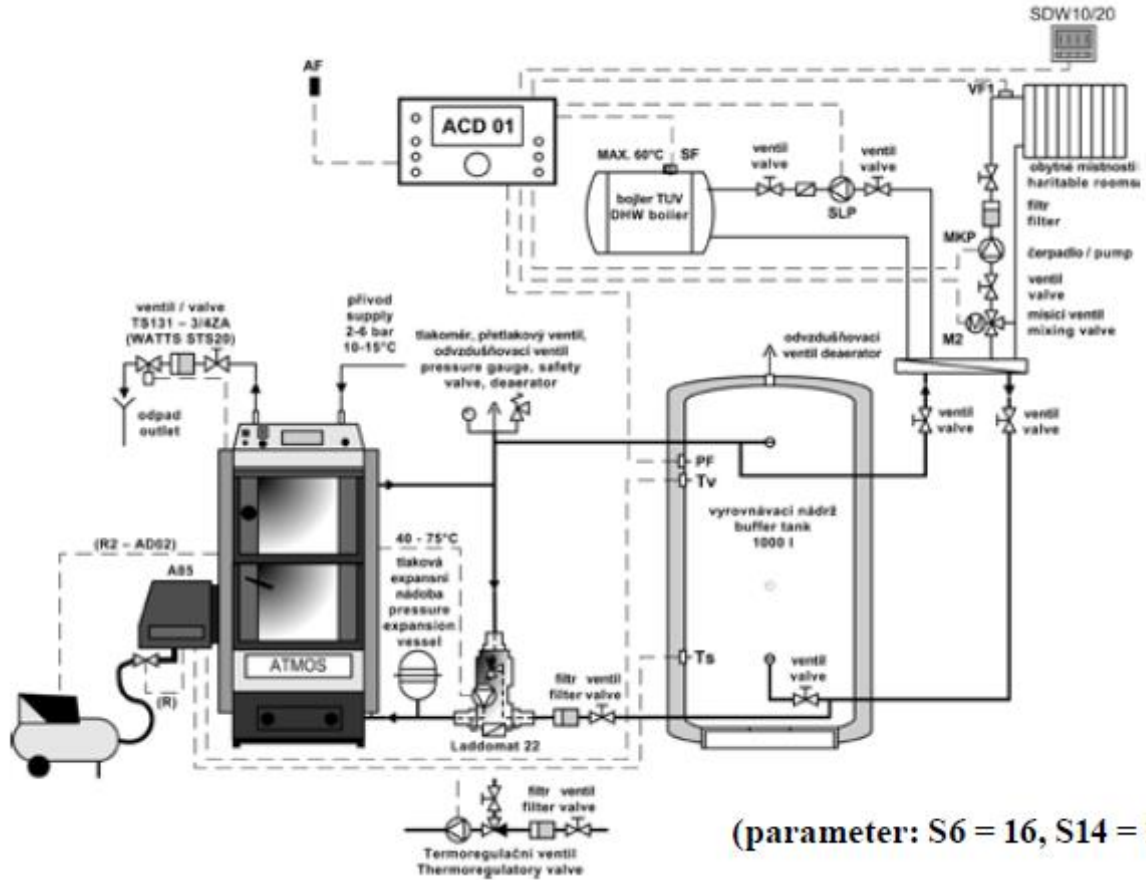 SDW10/20
AF
VF1
ACD 01
MAX. 60°C SF
ventil
valve
ventil
valve
bojler TUV
DHW boiler
SLP
obytne mistnosti
haritable rooms
filtr
filter
MKP
čerpadlo / pump
ventil
valve
misici ventil
mixing valve
M2
ventil / valve
TS131 – 3/4ZA
(WATTS STS20)
přívod
supply
2-6 bar
10-15°C
tlakoměr, přetlakový ventil,
odvzdušňovací ventil
pressure gauge, safety
valve, deaerator
odvzdušňovací
ventil deaerator
odpad
outlet
ventil
valve
ventil
valve
PF
Tv
vyrovnávací nádrž
buffer tank
1000 l
(R2 – AD02)
A85
40 - 75°C
tlaková
expansní
nádoba
pressure
expansion
vessel
ATMOS
Ts
ventil
valve
(R)
filtr ventil
filter valve
Laddomat 22
filtr ventil
filter valve
Termoregulační ventil
Thermoregulatory valve
(parameter: S6 = 16, S14 =